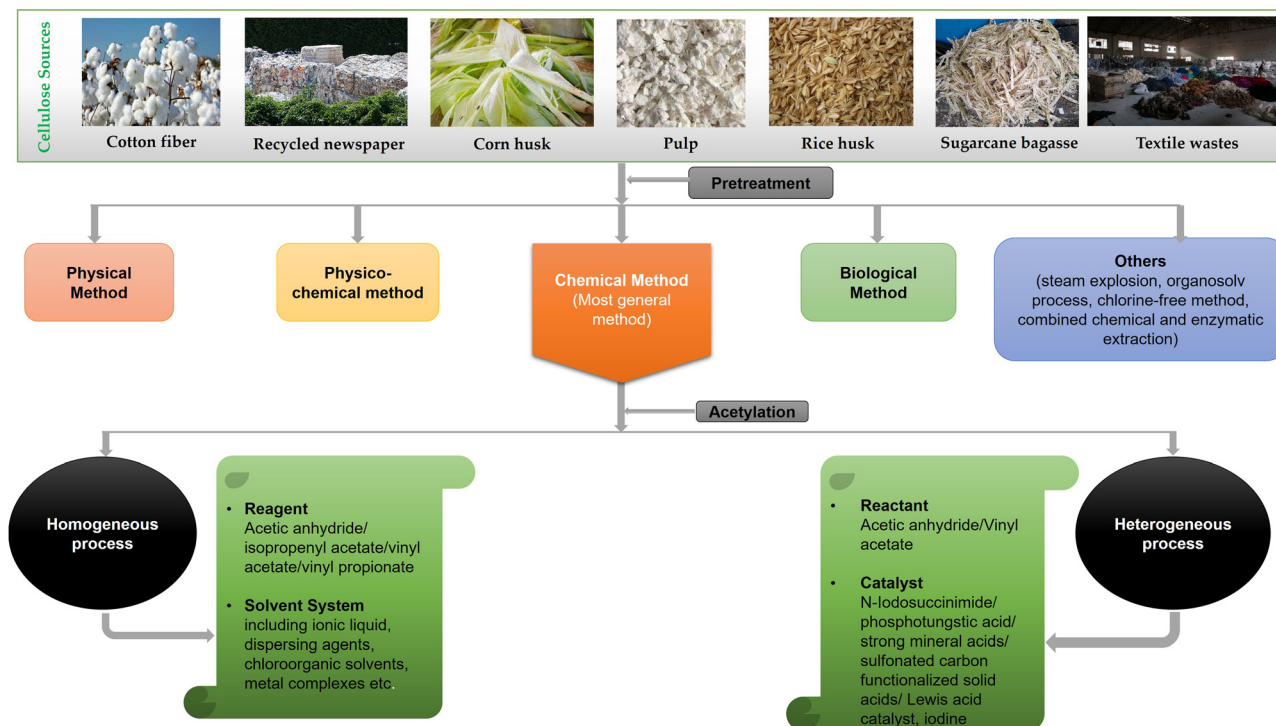 Cellulose Sources
Cotton fiber
Recycled newspaper
Corn husk
Pulp
Rice husk
Sugarcane bagasse
Textile wastes
Pretreatment
Physical
Method
Physico-
chemical method
Chemical Method
(Most general
method)
Biological
Method
Others
(steam explosion, organosolv
process, chlorine-free method,
combined chemical and enzymatic
extraction)
Acetylation
Homogeneous
process
• Reagent
Acetic anhydride/
isopropenyl acetate/vinyl
acetate/vinyl propionate
• Solvent System
including ionic liquid,
dispersing agents,
chloroorganic solvents,
metal complexes etc.
• Reactant
Acetic anhydride/Vinyl
acetate
• Catalyst
N-Iodosuccinimide/
phosphotungstic acid/
strong mineral acids/
sulfonated carbon
functionalized solid
acids/ Lewis acid
catalyst, iodine
Heterogeneous
process